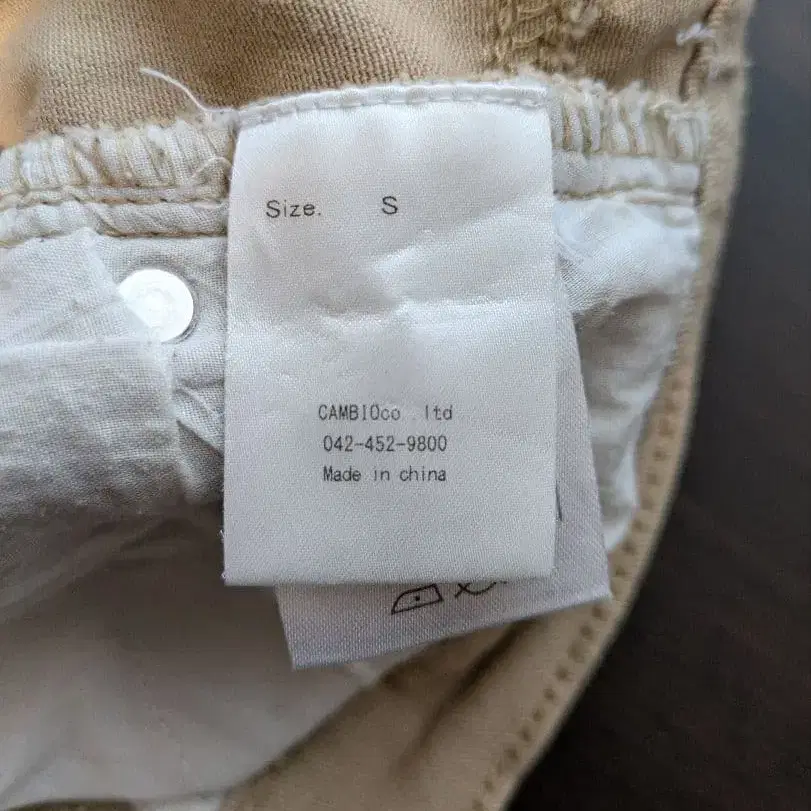 Size. S
CAMBIOco .ltd
042-452-9800
Made in china